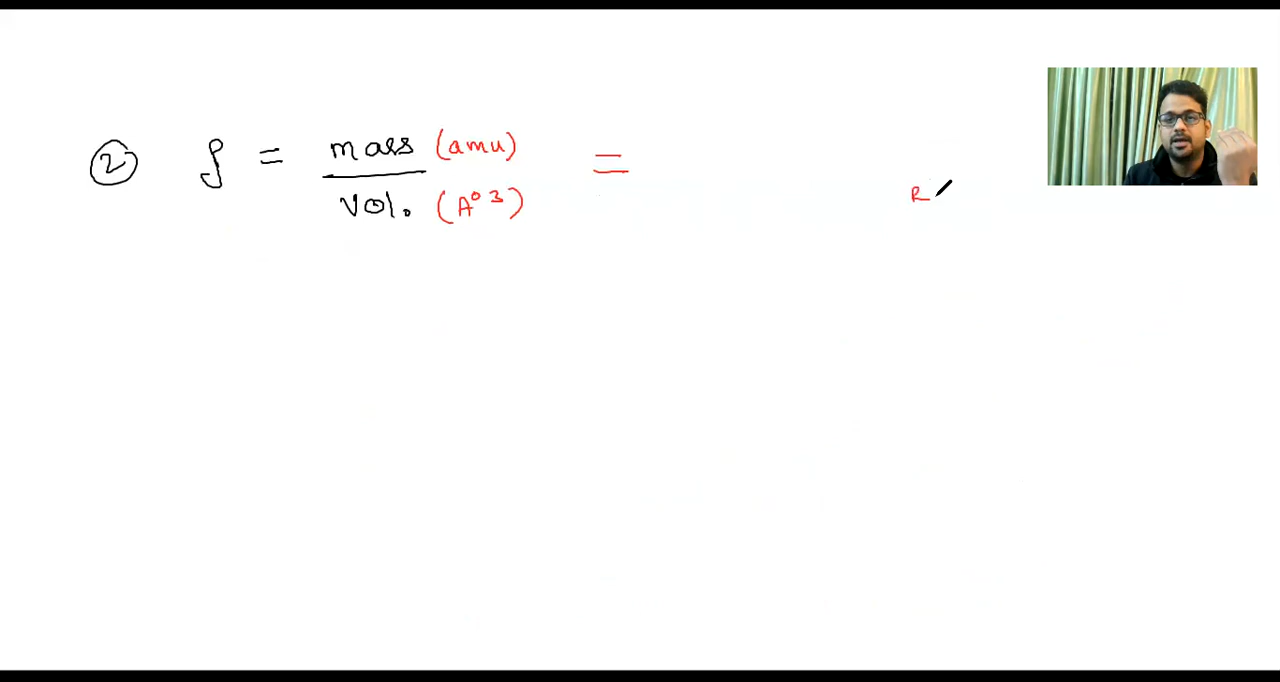 ② ρ = mass (amu) =
vol. (A° 3)
R